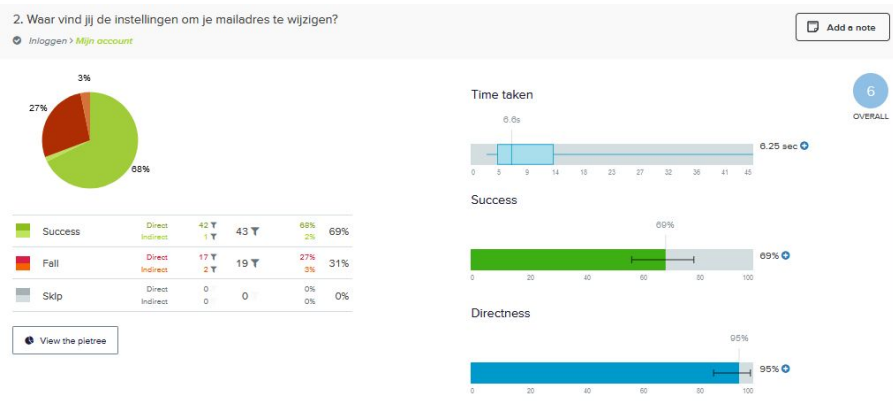 2. Waar vind jij de instellingen om je mailadres te wijzigen?
Inloggen > Mijn account
Add a note
3%
27%
68%
Success Direct 42 68%
Indirect 1 2%
43 69%
Fail Direct 17 27%
Indirect 2 3%
19 31%
Skip Direct 0 0%
Indirect 0 0%
0 0%
View the pietree
Time taken
6.6s
6.25 sec
0 5 9 14 18 23 27 32 36 41 45
Success
69%
69%
0 20 40 60 80 100
Directness
95%
95%
0 20 40 60 80 100
6
OVERALL